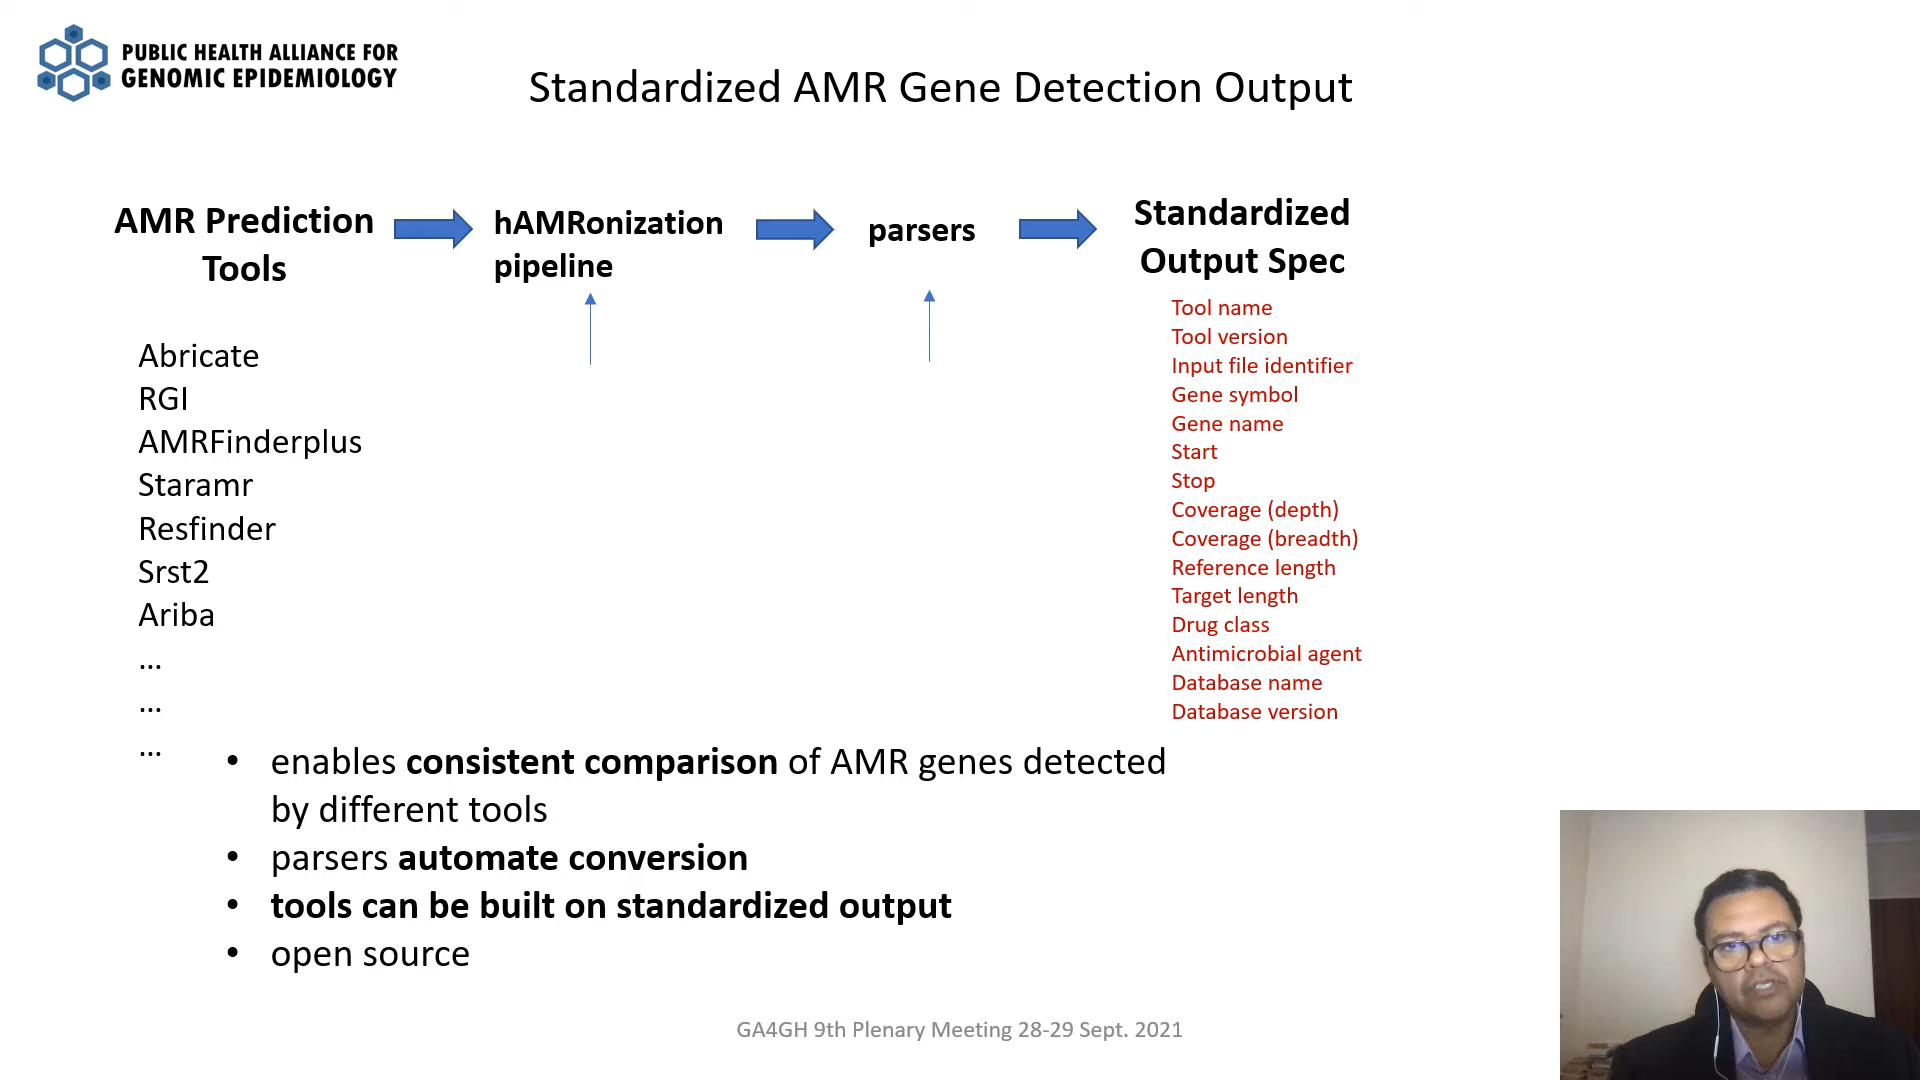 PUBLIC HEALTH ALLIANCE FOR
GENOMIC EPIDEMIOLOGY
Standardized AMR Gene Detection Output
AMR Prediction
Tools
hAMRonization
pipeline
parsers
Standardized
Output Spec
Abricate
RGI
AMRFinderplus
Staramr
Resfinder
Srst2
Ariba
...
...
...
Tool name
Tool version
Input file identifier
Gene symbol
Gene name
Start
Stop
Coverage (depth)
Coverage (breadth)
Reference length
Target length
Drug class
Antimicrobial agent
Database name
Database version
• enables consistent comparison of AMR genes detected
by different tools
• parsers automate conversion
• tools can be built on standardized output
• open source
GA4GH 9th Plenary Meeting 28-29 Sept. 2021